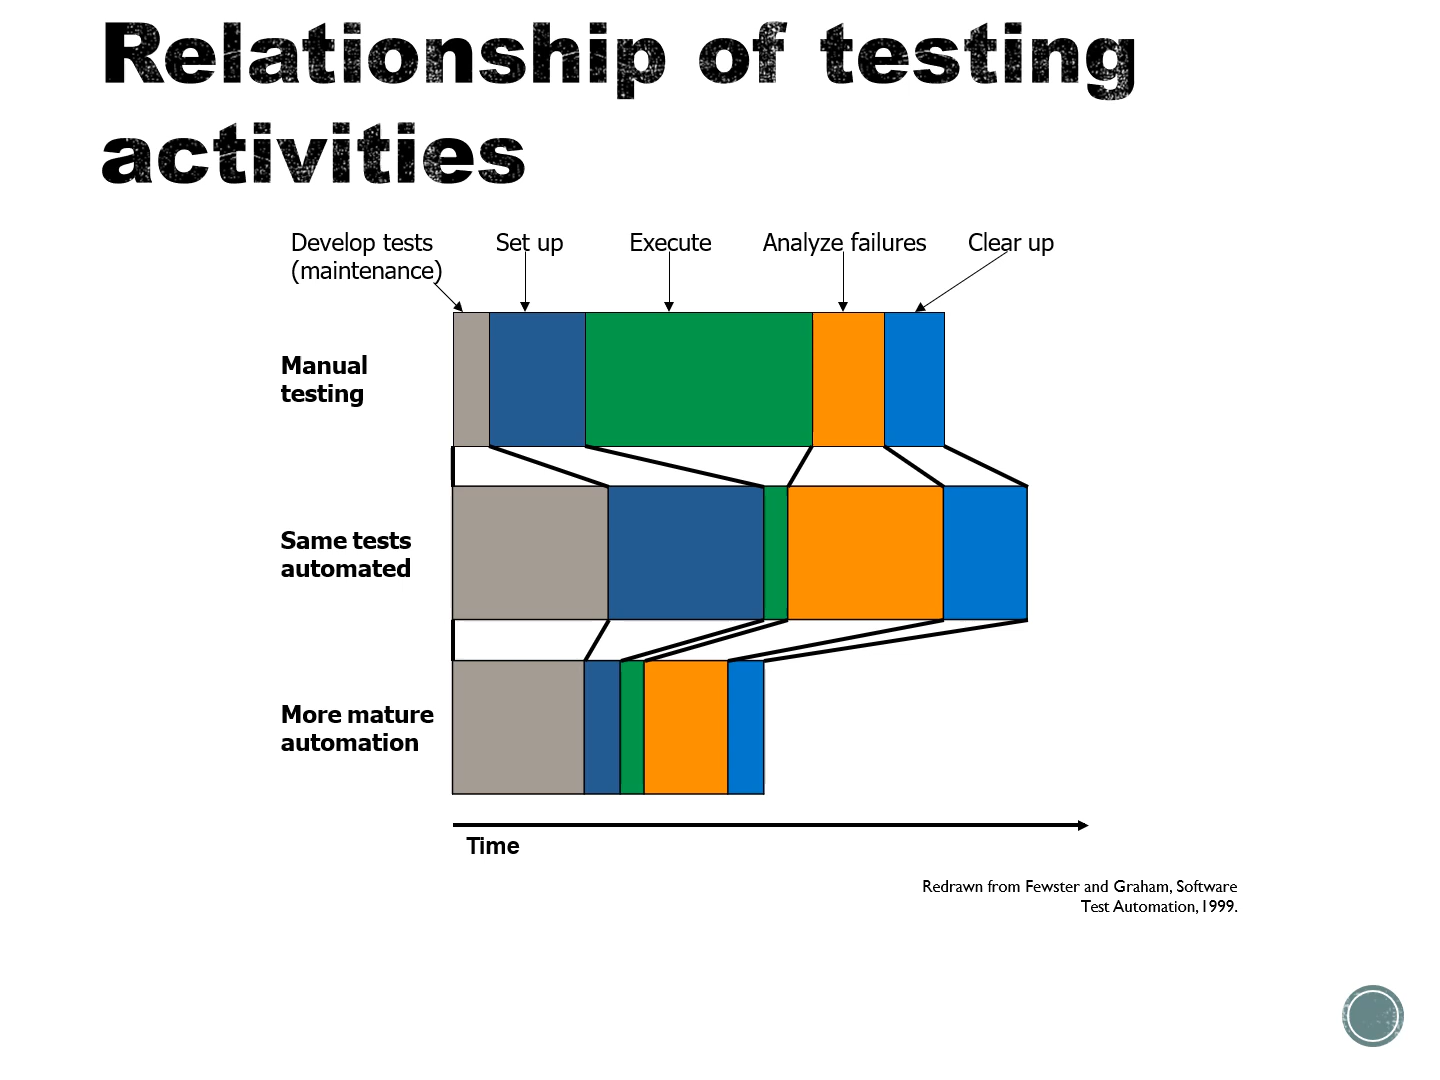 Relationship of testing
activities
Develop tests
(maintenance)
Set up
Execute
Analyze failures
Clear up
Manual
testing
Same tests
automated
More mature
automation
Time
Redrawn from Fewster and Graham, Software
Test Automation, 1999.